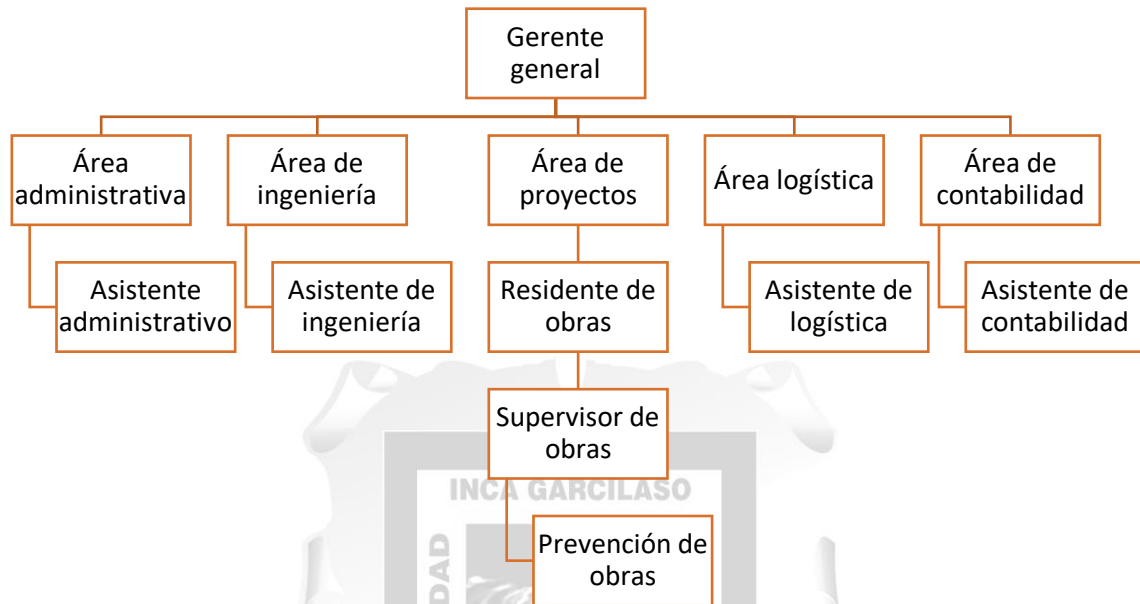 Gerente
general
Área
administrativa
Área de
ingeniería
Área de
proyectos
Área logística
Área de
contabilidad
Asistente
administrativo
Asistente de
ingeniería
Residente de
obras
Asistente de
logística
Asistente de
contabilidad
Supervisor de
obras
INCA GARCILASO
DAD
Prevención de
obras